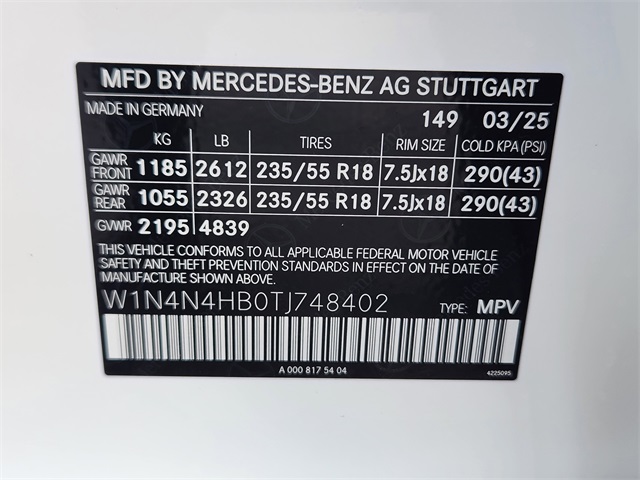 MFD BY MERCEDES-BENZ AG STUTTGART
MADE IN GERMANY 149 03/25
KG LB TIRES RIM SIZE COLD KPA (PSI)
GAWR FRONT 1185 2612 235/55 R18 7.5Jx18 290(43)
GAWR REAR 1055 2326 235/55 R18 7.5Jx18 290(43)
GVWR 2195 4839
THIS VEHICLE CONFORMS TO ALL APPLICABLE FEDERAL MOTOR VEHICLE
SAFETY AND THEFT PREVENTION STANDARDS IN EFFECT ON THE DATE OF
MANUFACTURE SHOWN ABOVE.
W1N4N4HB0TJ748402 TYPE: MPV
A 000 817 54 04 4225095